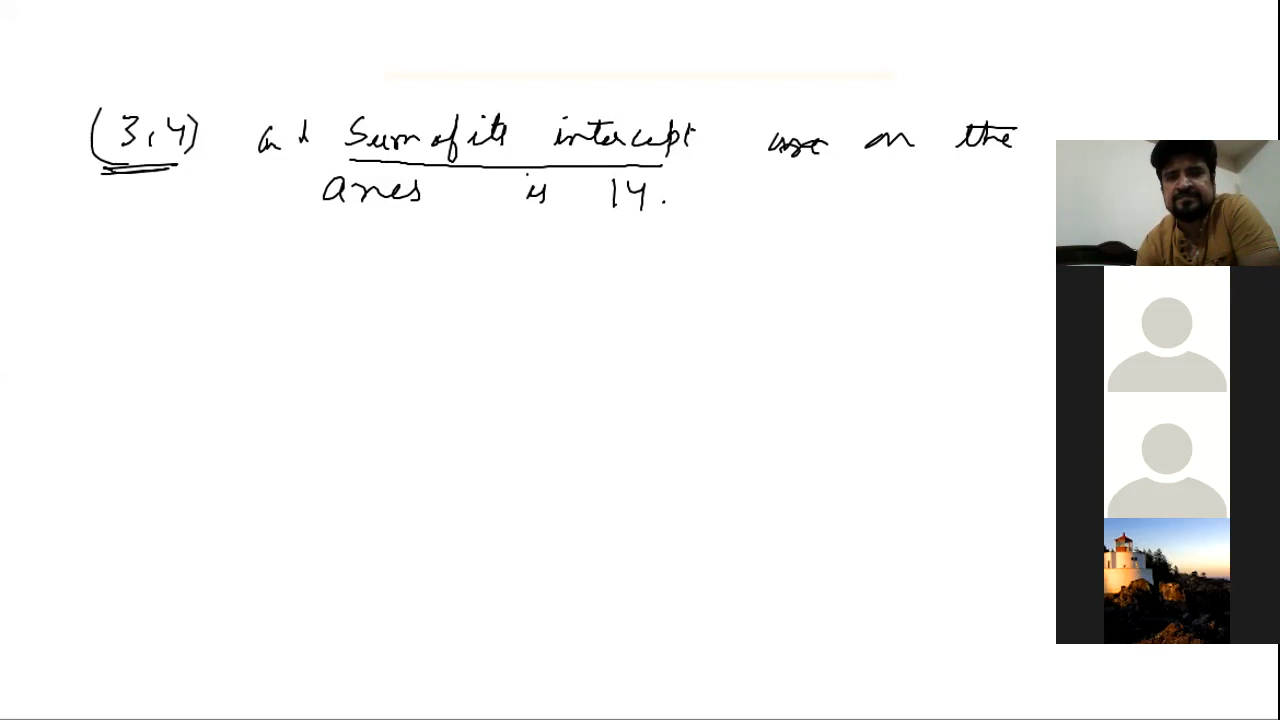 (3,4) and Sum of its intercept on the
axes is 14.